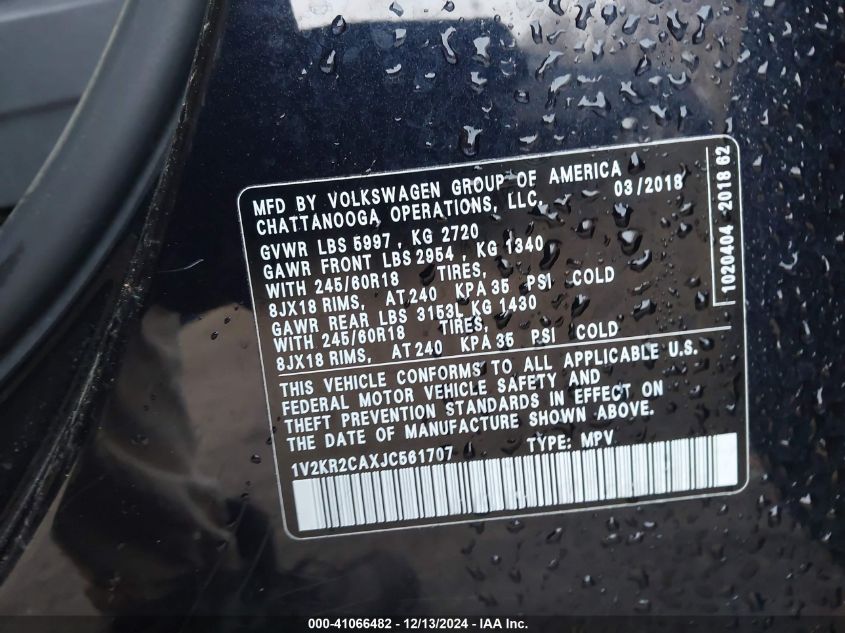 MFD BY VOLKSWAGEN GROUP OF AMERICA
CHATTANOOGA OPERATIONS, LLC, 03/2018
GVWR LBS 5997 , KG 2720
GAWR FRONT LBS 2954 , KG 1340
WITH 245/60R18 TIRES,
8JX18 RIMS, AT 240 KPA 35 PSI COLD
GAWR REAR LBS 3153L KG 1430
WITH 245/60R18 TIRES,
8JX18 RIMS, AT 240 KPA 35 PSI COLD
THIS VEHICLE CONFORMS TO ALL APPLICABLE U.S.
FEDERAL MOTOR VEHICLE SAFETY AND
THEFT PREVENTION STANDARDS IN EFFECT ON
THE DATE OF MANUFACTURE SHOWN ABOVE.
1V2KR2CAXJC561707 TYPE: MPV
1020404 2018 62
000-41066482 - 12/13/2024 - IAA Inc.